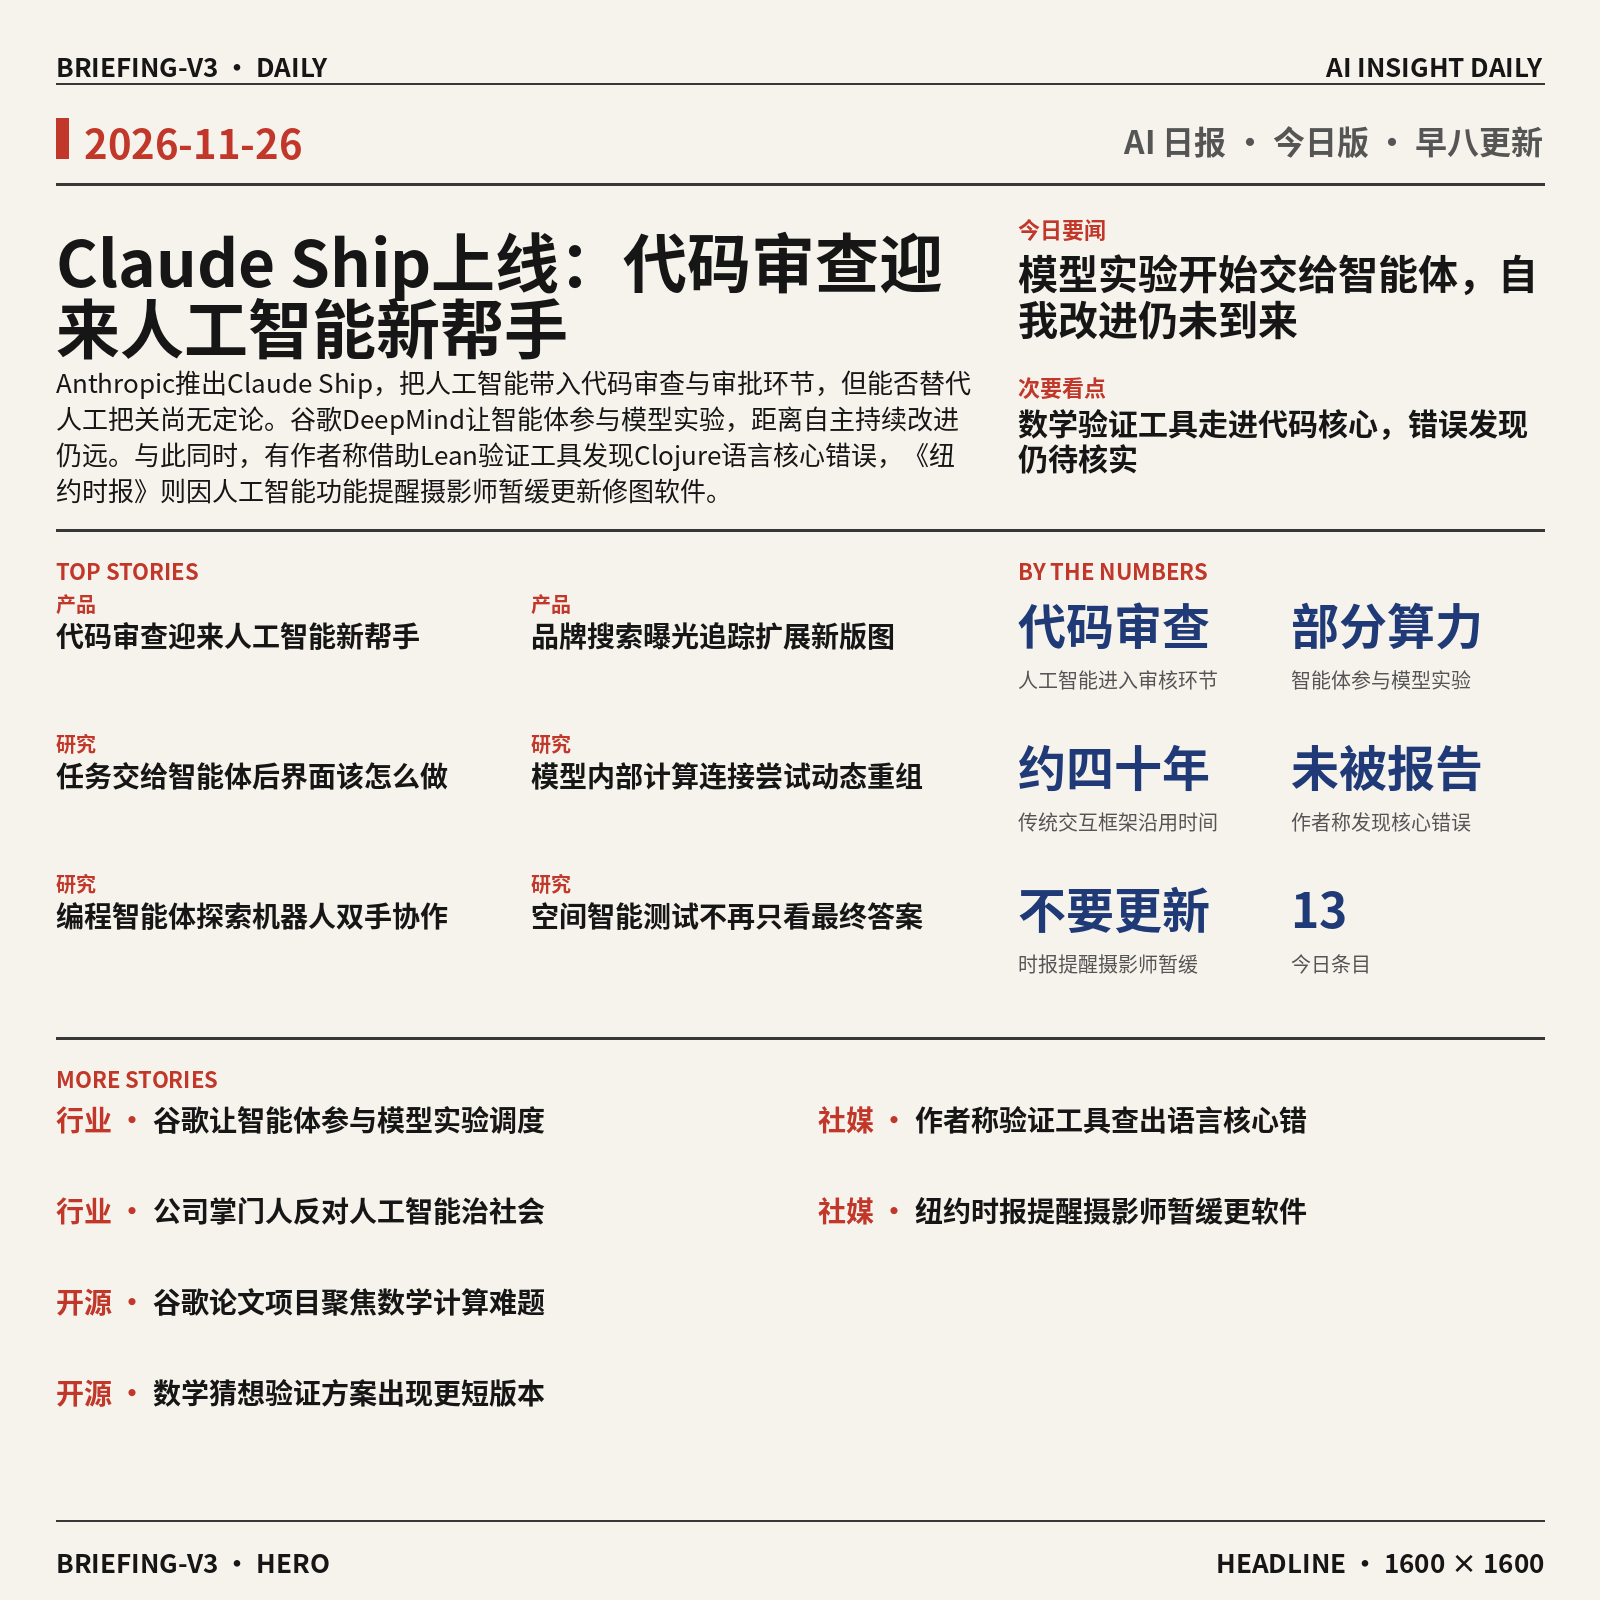 BRIEFING-V3 • DAILY
AI INSIGHT DAILY
2026-11-26
AI 日报 • 今日版 • 早八更新
Claude Ship上线：代码审查迎
来人工智能新帮手
Anthropic推出Claude Ship，把人工智能带入代码审查与审批环节，但能否替代
人工把关尚无定论。谷歌DeepMind让智能体参与模型实验，距离自主持续改进
仍远。与此同时，有作者称借助Lean验证工具发现Clojure语言核心错误，《纽
约时报》则因人工智能功能提醒摄影师暂缓更新修图软件。
今日要闻
模型实验开始交给智能体，自
我改进仍未到来
次要看点
数学验证工具走进代码核心，错误发现
仍待核实
TOP STORIES
产品
代码审查迎来人工智能新帮手
产品
品牌搜索曝光追踪扩展新版图
研究
任务交给智能体后界面该怎么做
研究
模型内部计算连接尝试动态重组
研究
编程智能体探索机器人双手协作
研究
空间智能测试不再只看最终答案
BY THE NUMBERS
代码审查
人工智能进入审核环节
部分算力
智能体参与模型实验
约四十年
传统交互框架沿用时间
未被报告
作者称发现核心错误
不要更新
时报提醒摄影师暂缓
13
今日条目
MORE STORIES
行业 • 谷歌让智能体参与模型实验调度
社媒 • 作者称验证工具查出语言核心错
行业 • 公司掌门人反对人工智能治社会
社媒 • 纽约时报提醒摄影师暂缓更软件
开源 • 谷歌论文项目聚焦数学计算难题
开源 • 数学猜想验证方案出现更短版本
BRIEFING-V3 • HERO
HEADLINE • 1600 × 1600